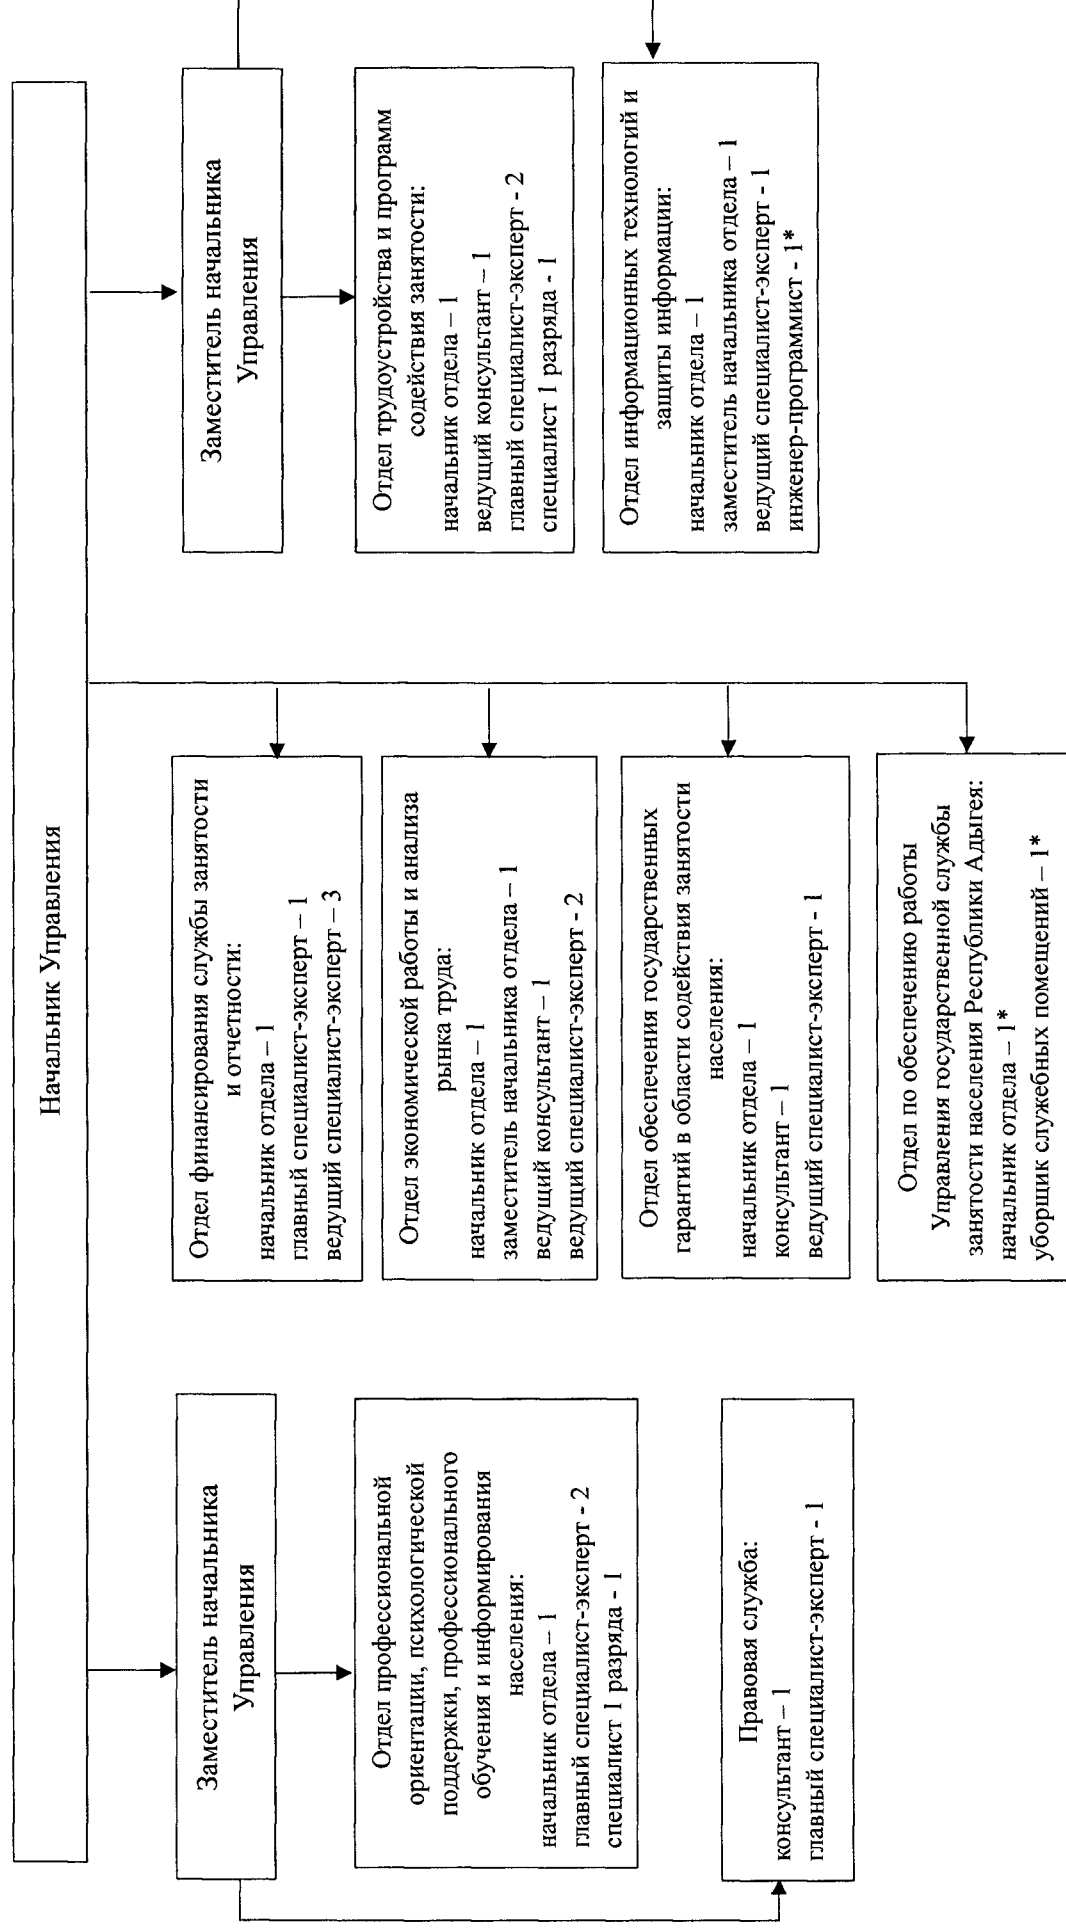 Начальник Управления
Заместитель начальника
Управления
Отдел профессиональной
ориентации, психологической
поддержки, профессионального
обучения и информирования
населения:
начальник отдела – 1
главный специалист-эксперт - 2
специалист 1 разряда - 1
Правовая служба:
консультант – 1
главный специалист-эксперт - 1
Отдел финансирования службы занятости
и отчетности:
начальник отдела – 1
главный специалист-эксперт – 1
ведущий специалист-эксперт – 3
Отдел экономической работы и анализа
рынка труда:
начальник отдела – 1
заместитель начальника отдела – 1
ведущий консультант – 1
ведущий специалист-эксперт - 2
Отдел обеспечения государственных
гарантий в области содействия занятости
населения:
начальник отдела – 1
консультант – 1
ведущий специалист-эксперт - 1
Отдел по обеспечению работы
Управления государственной службы
занятости населения Республики Адыгея:
начальник отдела – 1*
уборщик служебных помещений – 1*
Заместитель начальника
Управления
Отдел трудоустройства и программ
содействия занятости:
начальник отдела – 1
ведущий консультант – 1
главный специалист-эксперт - 2
специалист 1 разряда - 1
Отдел информационных технологий и
защиты информации:
начальник отдела – 1
заместитель начальника отдела – 1
ведущий специалист-эксперт - 1
инженер-программист - 1*